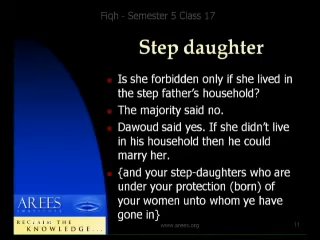 Fiqh - Semester 5 Class 17
Step daughter
Is she forbidden only if she lived in
the step father's household?
The majority said no.
Dawoud said yes. If she didn't live
in his household then he could
marry her.
{and your step-daughters who are
under your protection (born) of
your women unto whom ye have
gone in}
AREES
RECLAIM THE
KNOWLEDGE...
www.arees.org
11